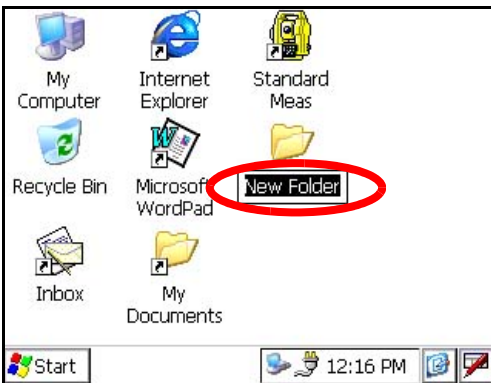 My
Computer
Internet
Explorer
Standard
Meas
Recycle Bin
Microsoft
WordPad
New Folder
Inbox
My
Documents
Start
12:16 PM